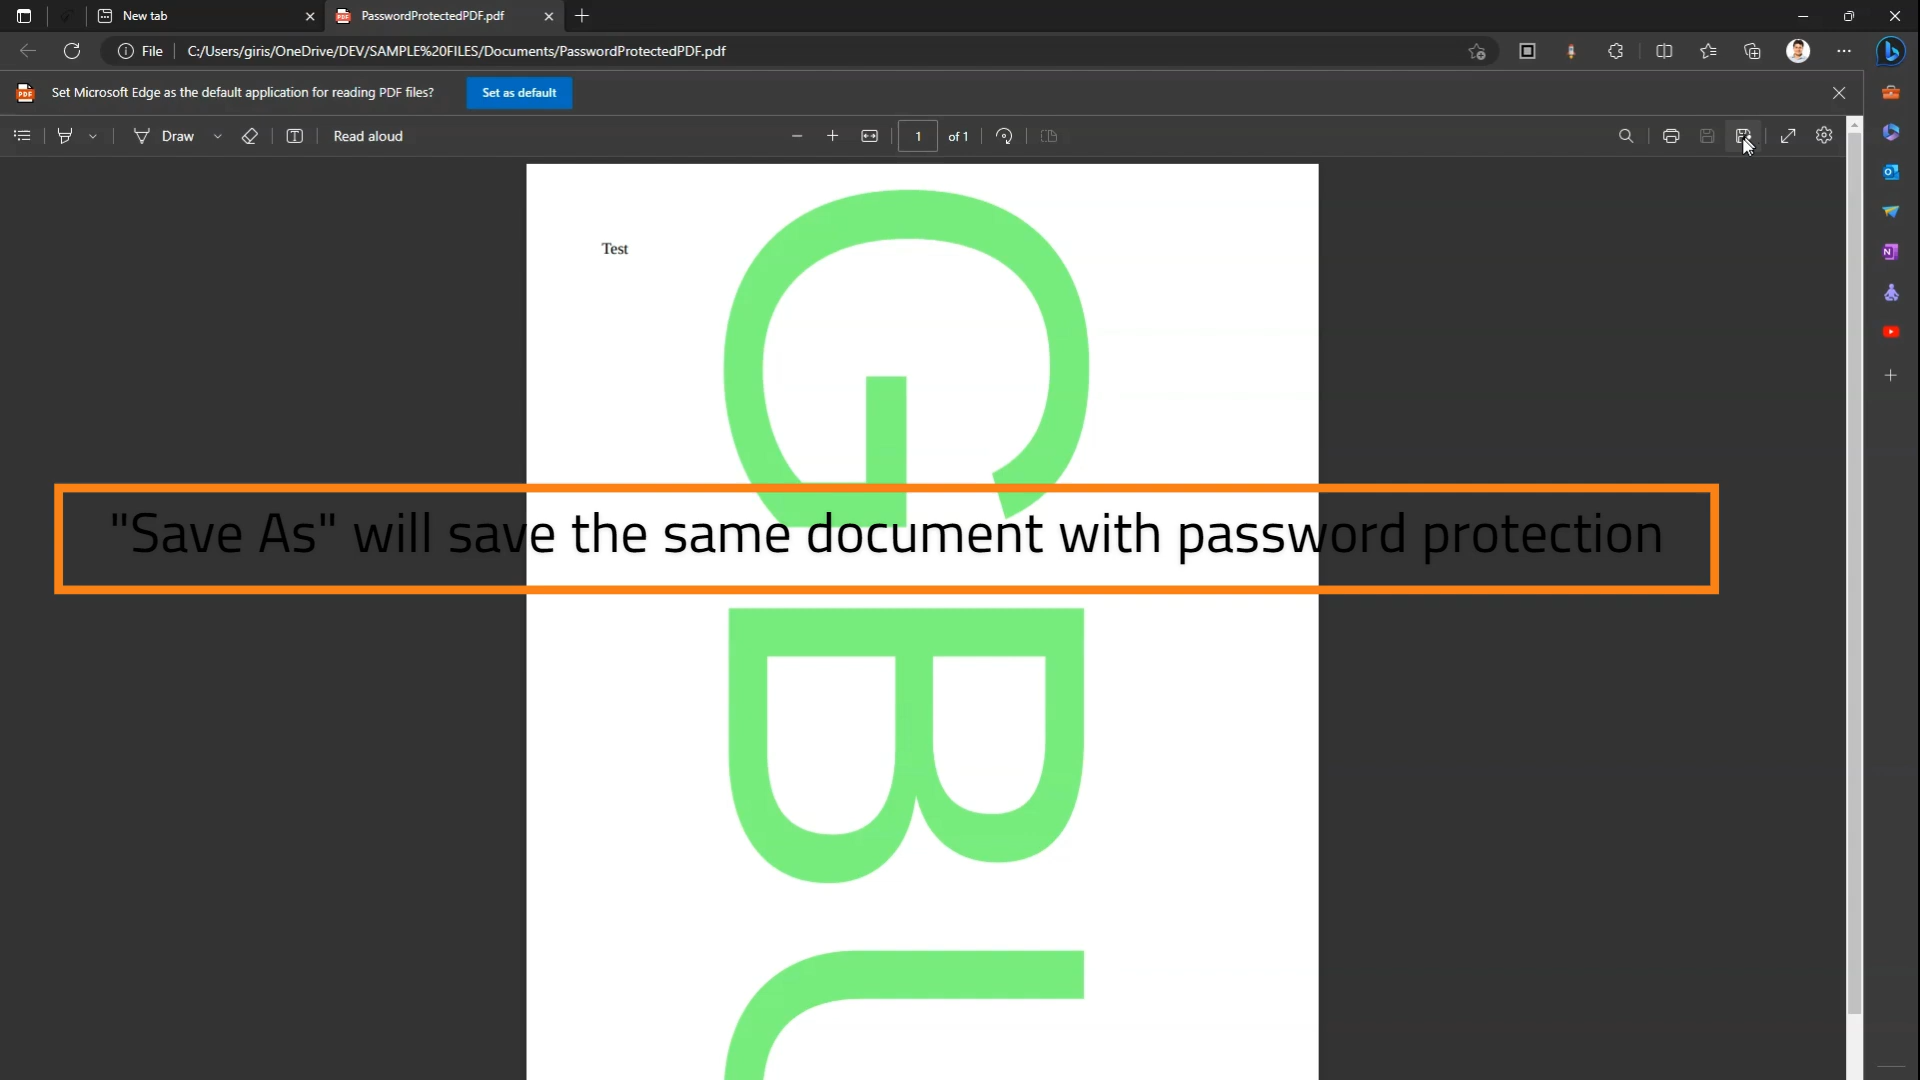 New tab
PasswordProtectedPDF.pdf
File
C:/Users/giris/OneDrive/DEV/SAMPLE%20FILES/Documents/PasswordProtectedPDF.pdf
Set Microsoft Edge as the default application for reading PDF files?
Set as default
Draw
Read aloud
1
of 1
Test
G
"Save As" will save the same document with password protection
B